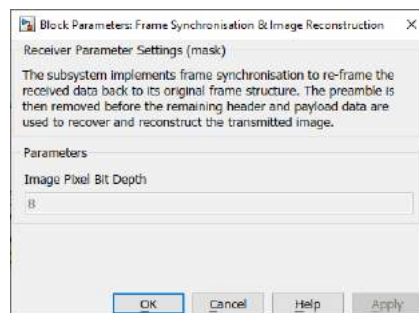 Block Parameters: Frame Synchronisation & Image Reconstruction
Receiver Parameter Settings (mask)
The subsystem implements frame synchronisation to re-frame the
received data back to its original frame structure. The preamble is
then removed before the remaining header and payload data are
used to recover and reconstruct the transmitted image.
Parameters
Image Pixel Bit Depth
8
OK Cancel Help Apply